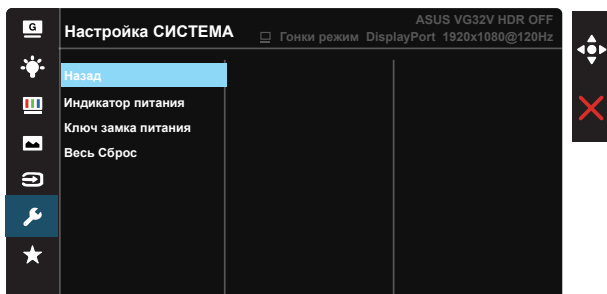 G
Настройка СИСТЕМА
ASUS VG32V HDR OFF
Гонки режим DisplayPort 1920x1080@120Hz
Назад
Индикатор питания
Ключ замка питания
Весь Сброс